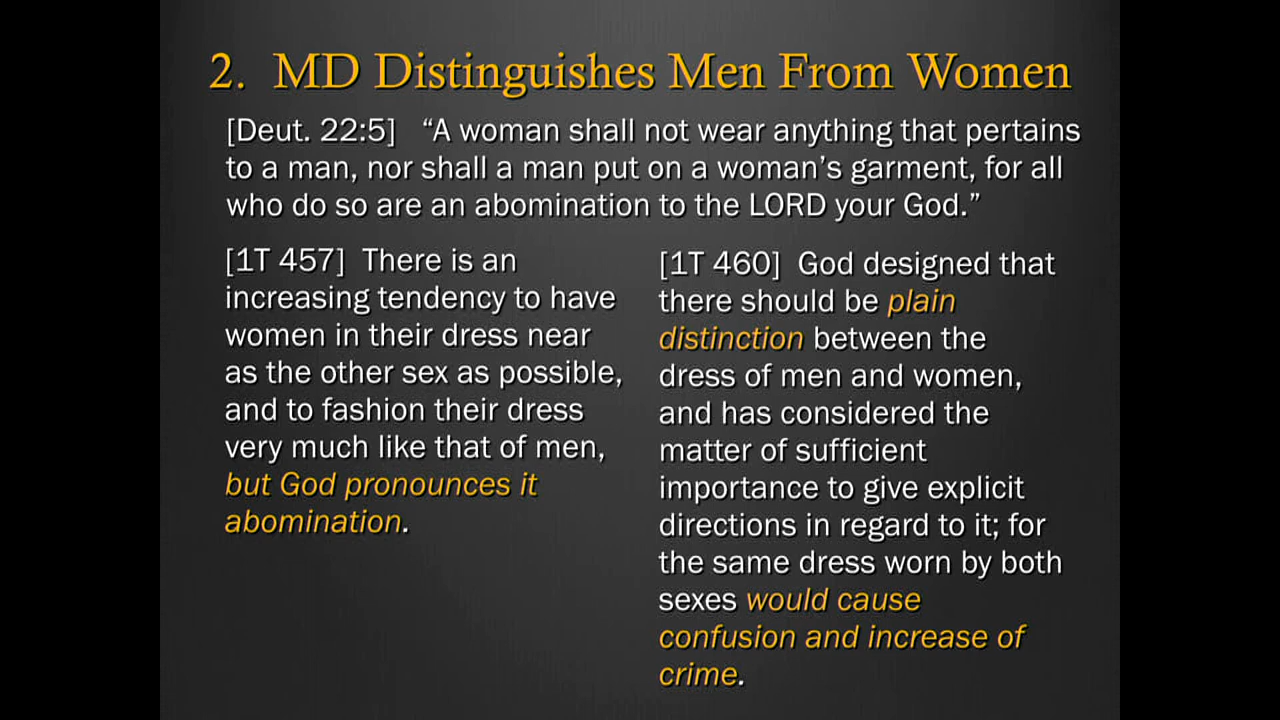 2. MD Distinguishes Men From Women
[Deut. 22:5] “A woman shall not wear anything that pertains
to a man, nor shall a man put on a woman’s garment, for all
who do so are an abomination to the LORD your God.”
[1T 457] There is an
increasing tendency to have
women in their dress near
as the other sex as possible,
and to fashion their dress
very much like that of men,
but God pronounces it
abomination.
[1T 460] God designed that
there should be plain
distinction between the
dress of men and women,
and has considered the
matter of sufficient
importance to give explicit
directions in regard to it; for
the same dress worn by both
sexes would cause
confusion and increase of
crime.